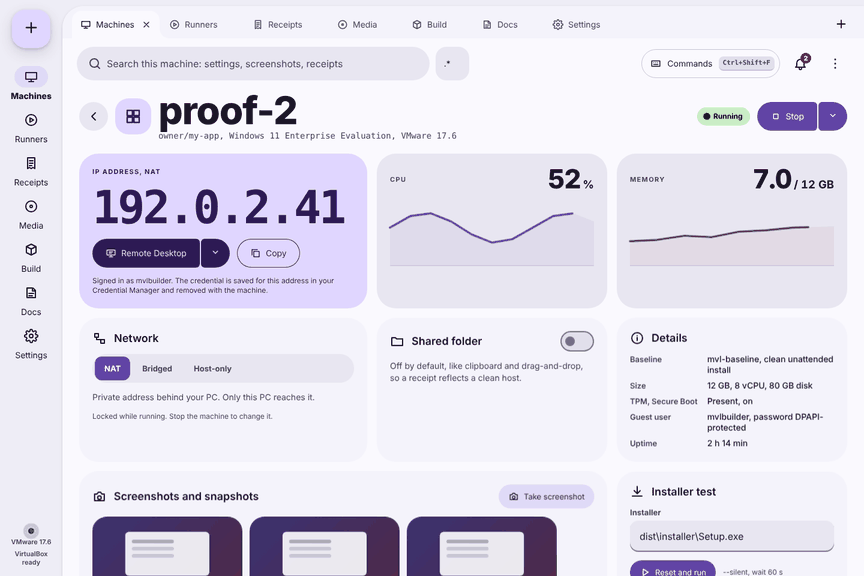 Machines
Runners
Receipts
Media
Build
Docs
Settings
Search this machine: settings, screenshots, receipts
.*
Commands
Ctrl+Shift+F
2
Machines
Runners
Receipts
Media
Build
Docs
Settings
VMware 17.6
VirtualBox
ready
proof-2
owner/my-app, Windows 11 Enterprise Evaluation, VMware 17.6
Running
Stop
IP ADDRESS, NAT
192.0.2.41
Remote Desktop
Copy
Signed in as mvlbuilder. The credential is saved for this address in your
Credential Manager and removed with the machine.
CPU
52%
MEMORY
7.0 / 12 GB
Network
NAT
Bridged
Host-only
Private address behind your PC. Only this PC reaches it.
Locked while running. Stop the machine to change it.
Shared folder
Off by default, like clipboard and drag-and-drop,
so a receipt reflects a clean host.
Details
Baseline
mvl-baseline, clean unattended
install
Size
12 GB, 8 vCPU, 80 GB disk
TPM, Secure Boot
Present, on
Guest user
mvlbuilder, password DPAPI-
protected
Uptime
2 h 14 min
Screenshots and snapshots
Take screenshot
Installer test
Installer
dist\installer\Setup.exe
Reset and run
--silent, wait 60 s